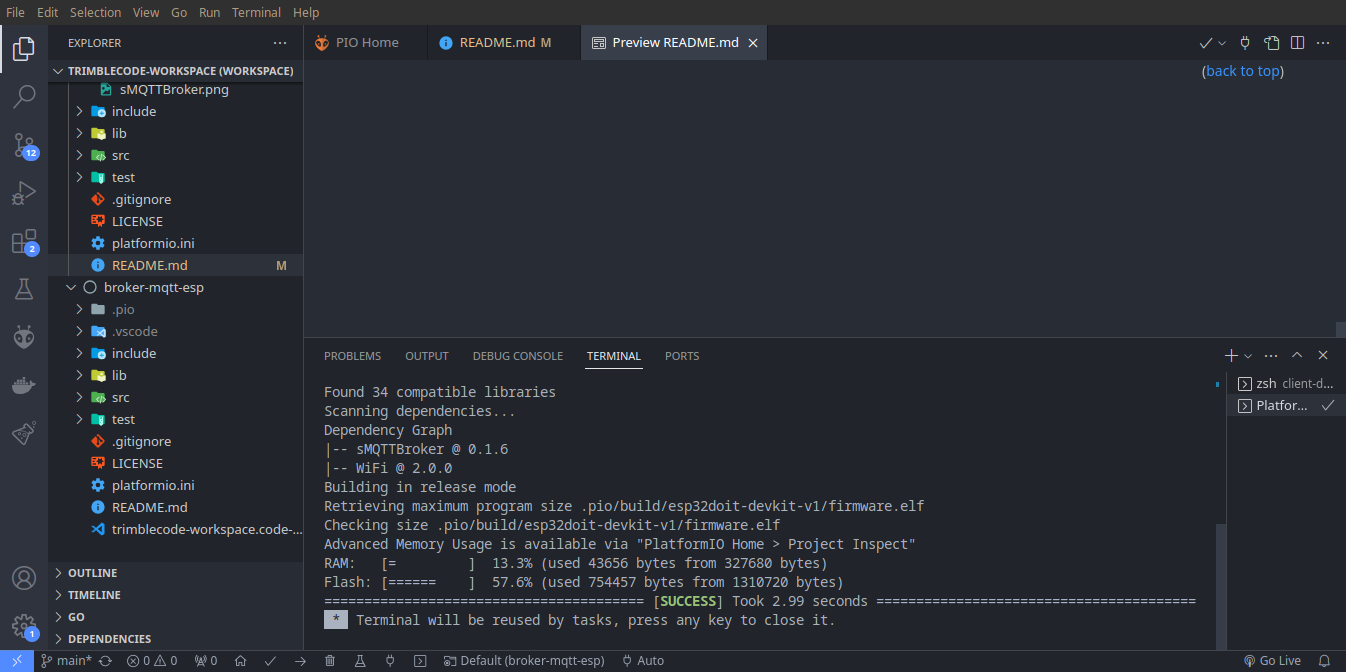 File Edit Selection View Go Run Terminal Help
EXPLORER
TRIMBLECODE-WORKSPACE (WORKSPACE)
sMQTTBroker.png
include
lib
src
test
.gitignore
LICENSE
platformio.ini
README.md M
broker-mqtt-esp
.pio
.vscode
include
lib
src
test
.gitignore
LICENSE
platformio.ini
README.md
trimblecode-workspace.code-...
OUTLINE
TIMELINE
GO
DEPENDENCIES
12
2
1
PIO Home README.md M Preview README.md
(back to top)
PROBLEMS OUTPUT DEBUG CONSOLE TERMINAL PORTS
Found 34 compatible libraries
Scanning dependencies...
Dependency Graph
|-- sMQTTBroker @ 0.1.6
|-- WiFi @ 2.0.0
Building in release mode
Retrieving maximum program size .pio/build/esp32doit-devkit-v1/firmware.elf
Checking size .pio/build/esp32doit-devkit-v1/firmware.elf
Advanced Memory Usage is available via "PlatformIO Home > Project Inspect"
RAM:   [=         ]  13.3% (used 43656 bytes from 327680 bytes)
Flash: [======    ]  57.6% (used 754457 bytes from 1310720 bytes)
======================================== [SUCCESS] Took 2.99 seconds ========================================
* Terminal will be reused by tasks, press any key to close it.
zsh client-d...
Platfor...
main* 0 0 0 Default (broker-mqtt-esp) Auto Go Live